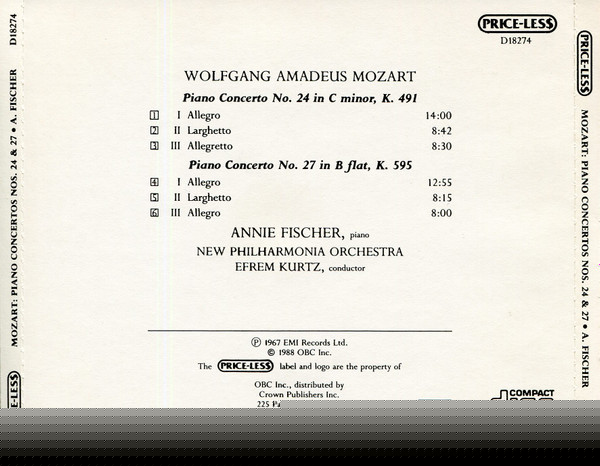 D18274
MOZART: PIANO CONCERTOS NOS. 24 & 27 • A. FISCHER
PRICE-LESS
D18274
WOLFGANG AMADEUS MOZART
Piano Concerto No. 24 in C minor, K. 491
1 I Allegro 14:00
2 II Larghetto 8:42
3 III Allegretto 8:30
Piano Concerto No. 27 in B flat, K. 595
4 I Allegro 12:55
5 II Larghetto 8:15
6 III Allegro 8:00
ANNIE FISCHER, piano
NEW PHILHARMONIA ORCHESTRA
EFREM KURTZ, conductor
℗ 1967 EMI Records Ltd.
© 1988 OBC Inc.
The PRICE-LESS label and logo are the property of
OBC Inc., distributed by
Crown Publishers Inc.
225
COMPACT
PRICE-LESS
MOZART: PIANO CONCERTOS NOS. 24 & 27 • A. FISCHER